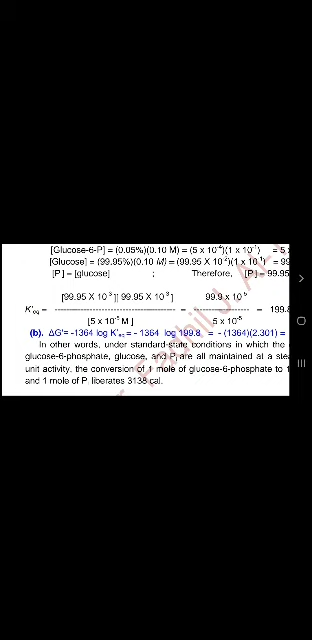 [Glucose-6-P] = (0.05%)(0.10 M) = (5 x 10⁻⁴)(1 x 10⁻¹) = 5
[Glucose] = (99.95%)(0.10 M) = (99.95 X 10⁻²)(1 x 10⁻¹) = 99
[P] = [glucose] ; Therefore, [P] = 99.95
[99.95 X 10⁻³][ 99.95 X 10⁻³] 99.9 x 10⁻⁵
K'eq = ------------------------------------ = -------------------- = 199.8
[5 x 10⁻⁵ M ] 5 x 10⁻⁵
(b). ΔG'= -1364 log K'eq = - 1364 log 199.8 = - (1364)(2.301) =
In other words, under standard-state conditions in which the
glucose-6-phosphate, glucose, and Pi are all maintained at a stea
unit activity, the conversion of 1 mole of glucose-6-phosphate to 1
and 1 mole of Pi liberates 3138 cal.